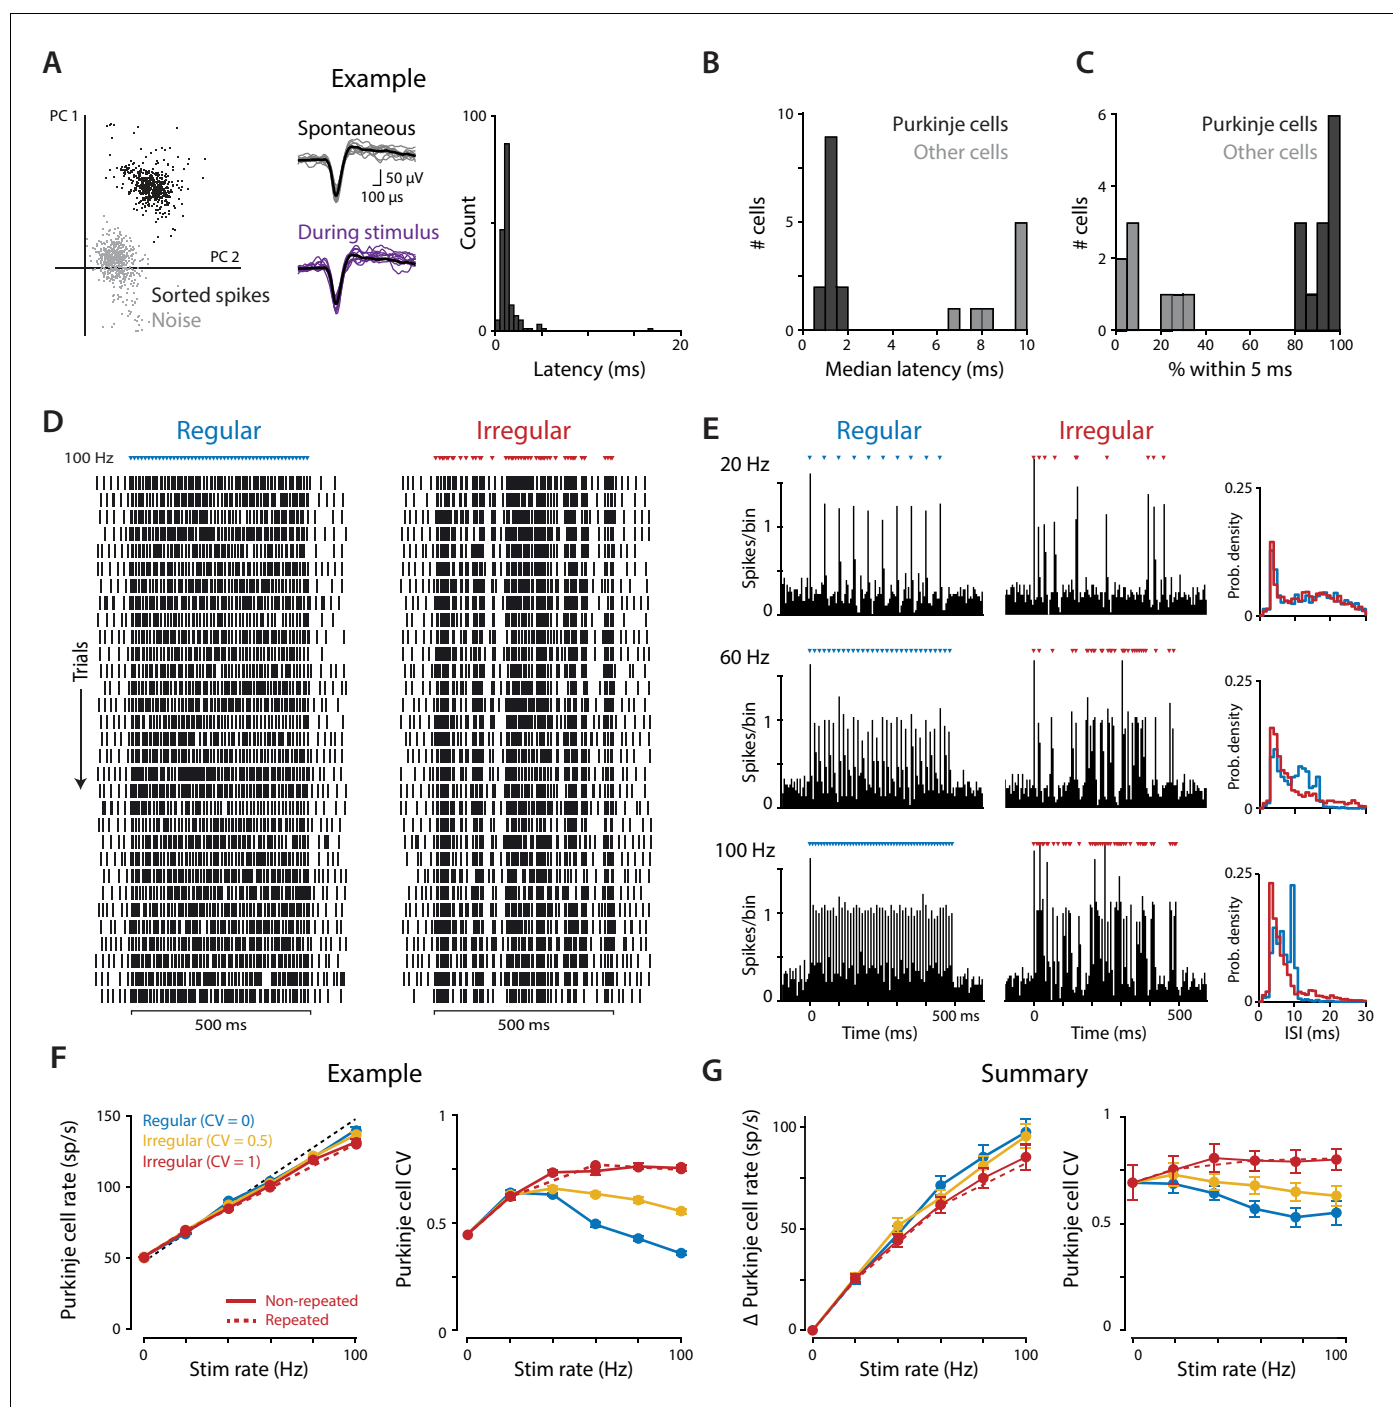 A
Example
PC 1
PC 2
Sorted spikes
Noise
Spontaneous
50 µV
100 µs
During stimulus
100
Count
0
0
20
Latency (ms)
B
10
5
0
# cells
Purkinje cells
Other cells
0 2 4 6 8 10
Median latency (ms)
C
6
4
2
0
# cells
Purkinje cells
Other cells
0 20 40 60 80 100
% within 5 ms
D
Regular
Irregular
100 Hz
Trials
500 ms
500 ms
E
Regular
Irregular
20 Hz
Spikes/bin
1
0
0.25
Prob. density
0
60 Hz
Spikes/bin
1
0
0.25
Prob. density
0
100 Hz
Spikes/bin
1
0
0.25
Prob. density
0
0
500 ms
Time (ms)
0
500
Time (ms)
0 10 20 30
ISI (ms)
F
Example
150
100
50
0
Purkinje cell rate (sp/s)
Regular (CV = 0)
Irregular (CV = 0.5)
Irregular (CV = 1)
Non-repeated
Repeated
0
100
Stim rate (Hz)
1
0.5
0
Purkinje cell CV
0
100
Stim rate (Hz)
G
Summary
100
50
0
Δ Purkinje cell rate (sp/s)
0
100
Stim rate (Hz)
1
0.5
0
Purkinje cell CV
0
100
Stim rate (Hz)